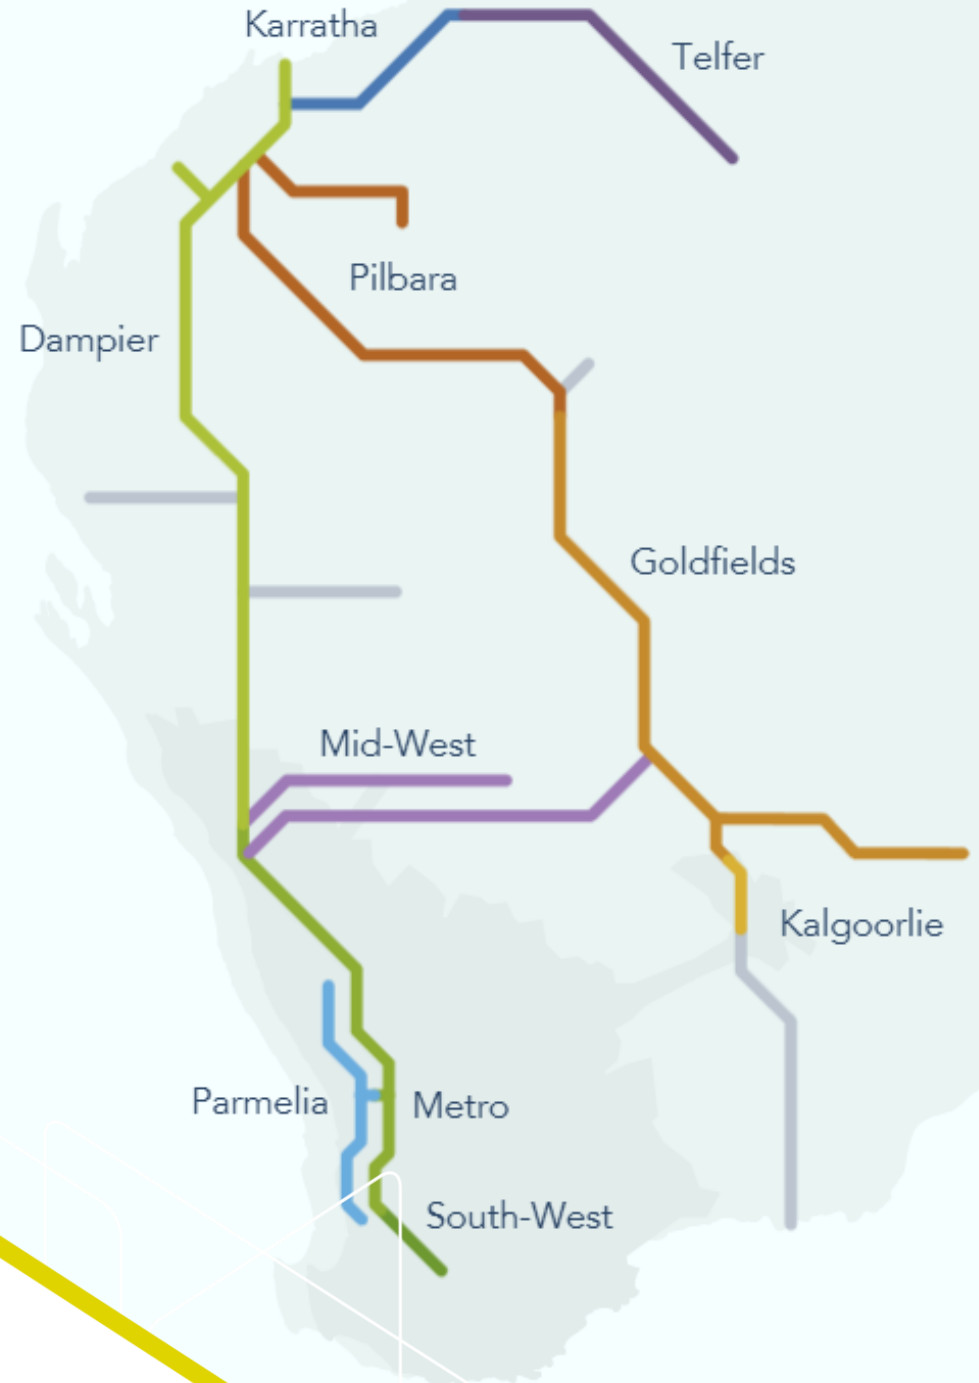 Karratha
Telfer
Pilbara
Dampier
Goldfields
Mid-West
Kalgoorlie
Parmelia
Metro
South-West